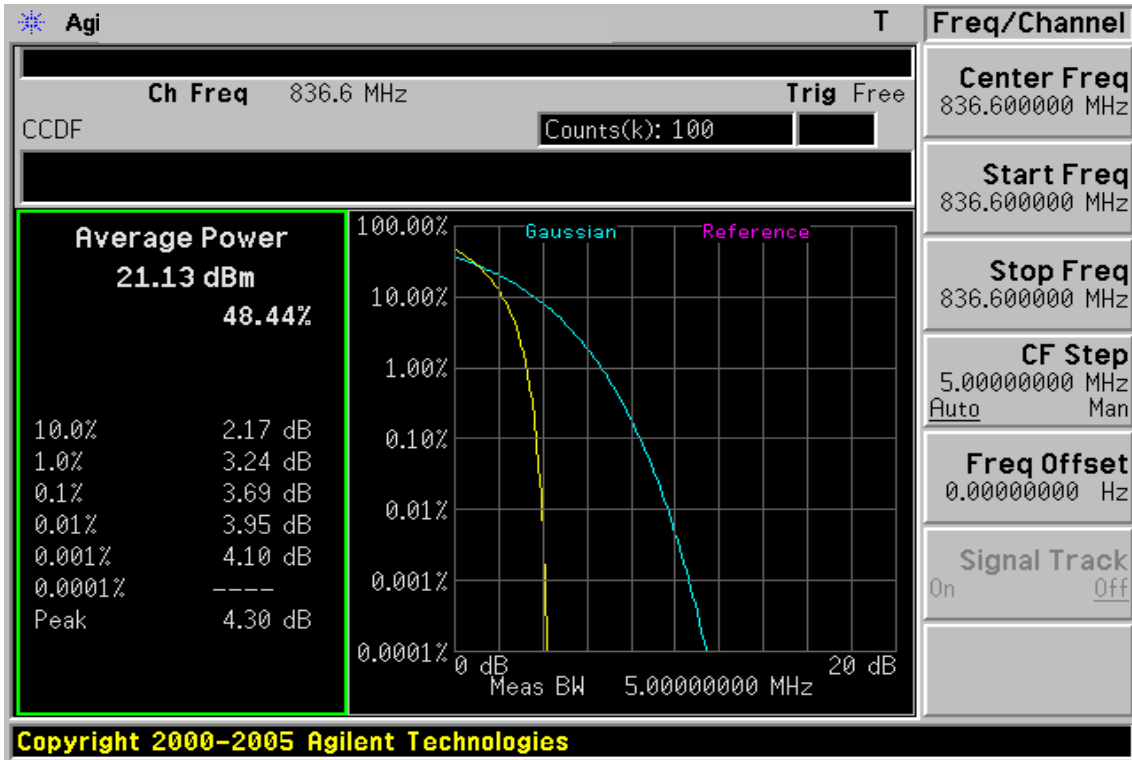 Agi T
Ch Freq 836.6 MHz Trig Free
CCDF Counts(k): 100
Average Power
21.13 dBm
48.44%
10.0% 2.17 dB
1.0% 3.24 dB
0.1% 3.69 dB
0.01% 3.95 dB
0.001% 4.10 dB
0.0001% ----
Peak 4.30 dB
Gaussian Reference
100.00%
10.00%
1.00%
0.10%
0.01%
0.001%
0.0001%
0 dB 20 dB
Meas BW 5.00000000 MHz
Freq/Channel
Center Freq
836.600000 MHz
Start Freq
836.600000 MHz
Stop Freq
836.600000 MHz
CF Step
5.00000000 MHz
Auto Man
Freq Offset
0.00000000 Hz
Signal Track
On Off
Copyright 2000-2005 Agilent Technologies